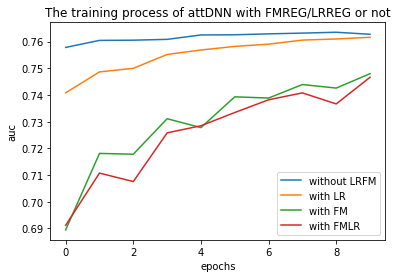 The training process of attDNN with FMREG/LRREG or not
0.76
0.75
0.74
0.73
0.72
0.71
0.70
0.69
auc
0
2
4
6
8
epochs
without LRFM
with LR
with FM
with FMLR